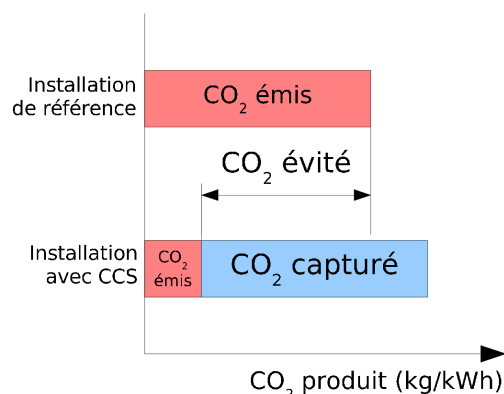 Installation
de référence
CO₂ émis
CO₂ évité
Installation
avec CCS
CO₂
émis
CO₂ capturé
CO₂ produit (kg/kWh)